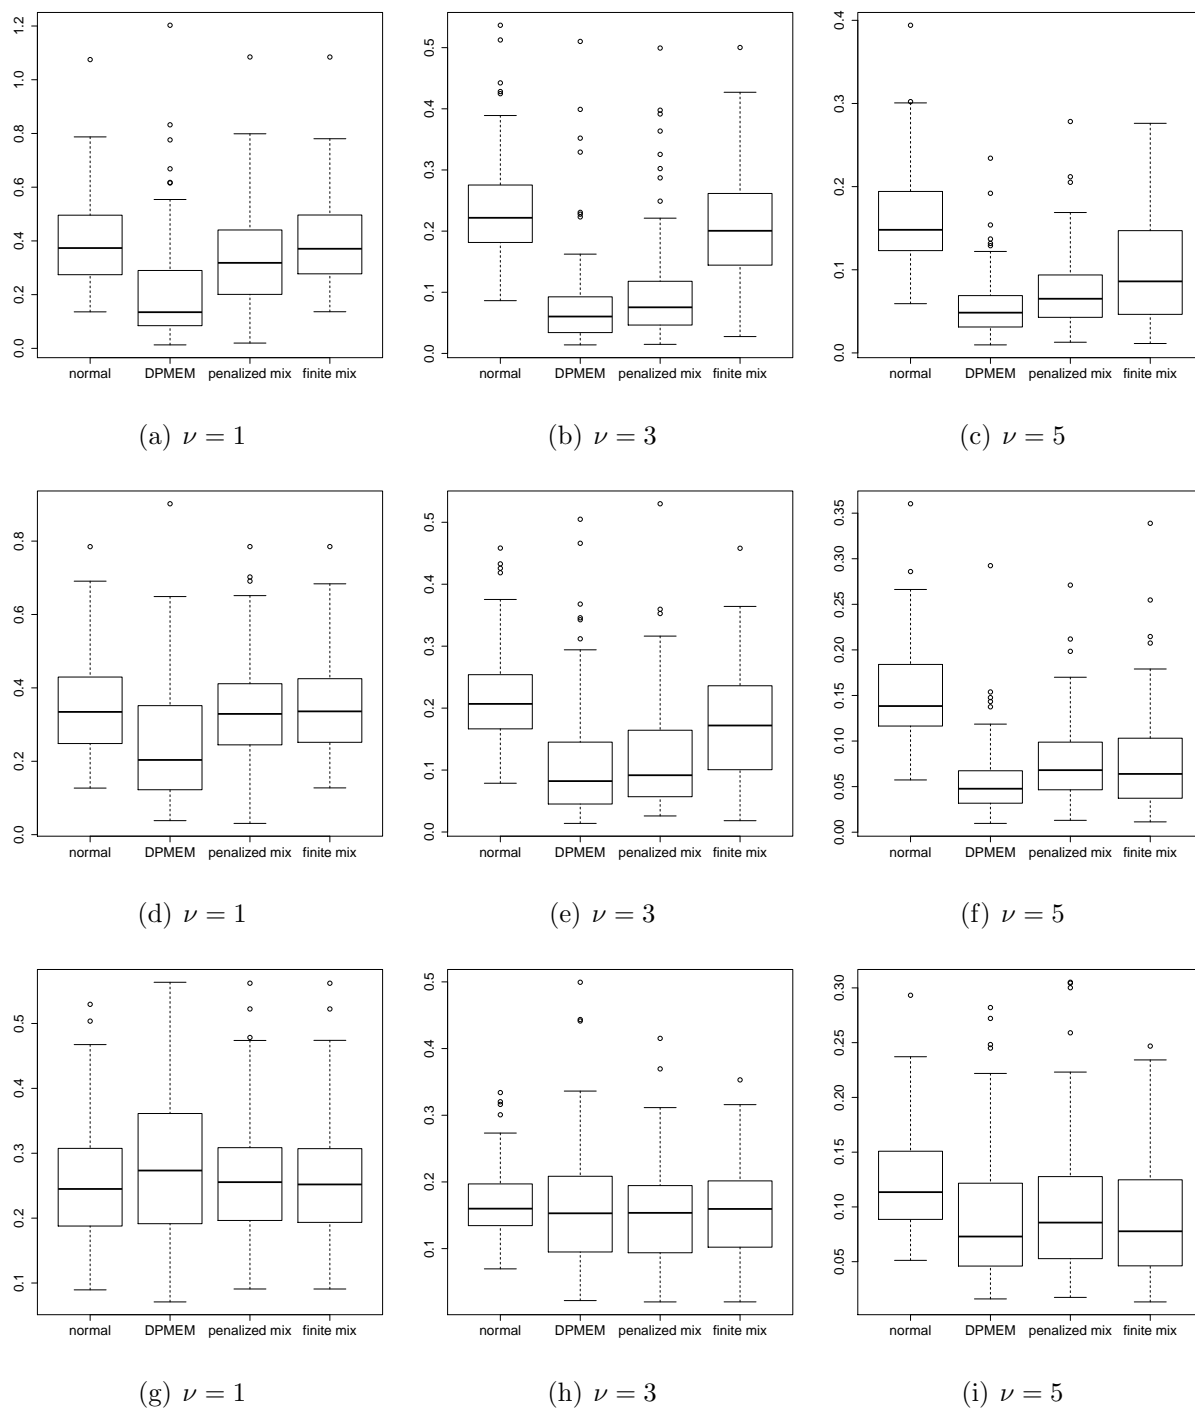 0.0 0.2 0.4 0.6 0.8 1.0 1.2
normal DPMEM penalized mix finite mix
(a) ν = 1
0.0 0.1 0.2 0.3 0.4 0.5
normal DPMEM penalized mix finite mix
(b) ν = 3
0.0 0.1 0.2 0.3 0.4
normal DPMEM penalized mix finite mix
(c) ν = 5
0.0 0.2 0.4 0.6 0.8
normal DPMEM penalized mix finite mix
(d) ν = 1
0.0 0.1 0.2 0.3 0.4 0.5
normal DPMEM penalized mix finite mix
(e) ν = 3
0.00 0.05 0.10 0.15 0.20 0.25 0.30 0.35
normal DPMEM penalized mix finite mix
(f) ν = 5
0.1 0.2 0.3 0.4 0.5
normal DPMEM penalized mix finite mix
(g) ν = 1
0.1 0.2 0.3 0.4 0.5
normal DPMEM penalized mix finite mix
(h) ν = 3
0.05 0.10 0.15 0.20 0.25 0.30
normal DPMEM penalized mix finite mix
(i) ν = 5